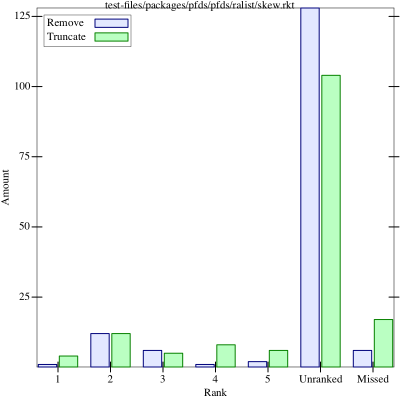 test-files/packages/pfds/pfds/ralist/skew.rkt
Remove
Truncate
125
100
75
50
25
Amount
1 2 3 4 5 Unranked Missed
Rank